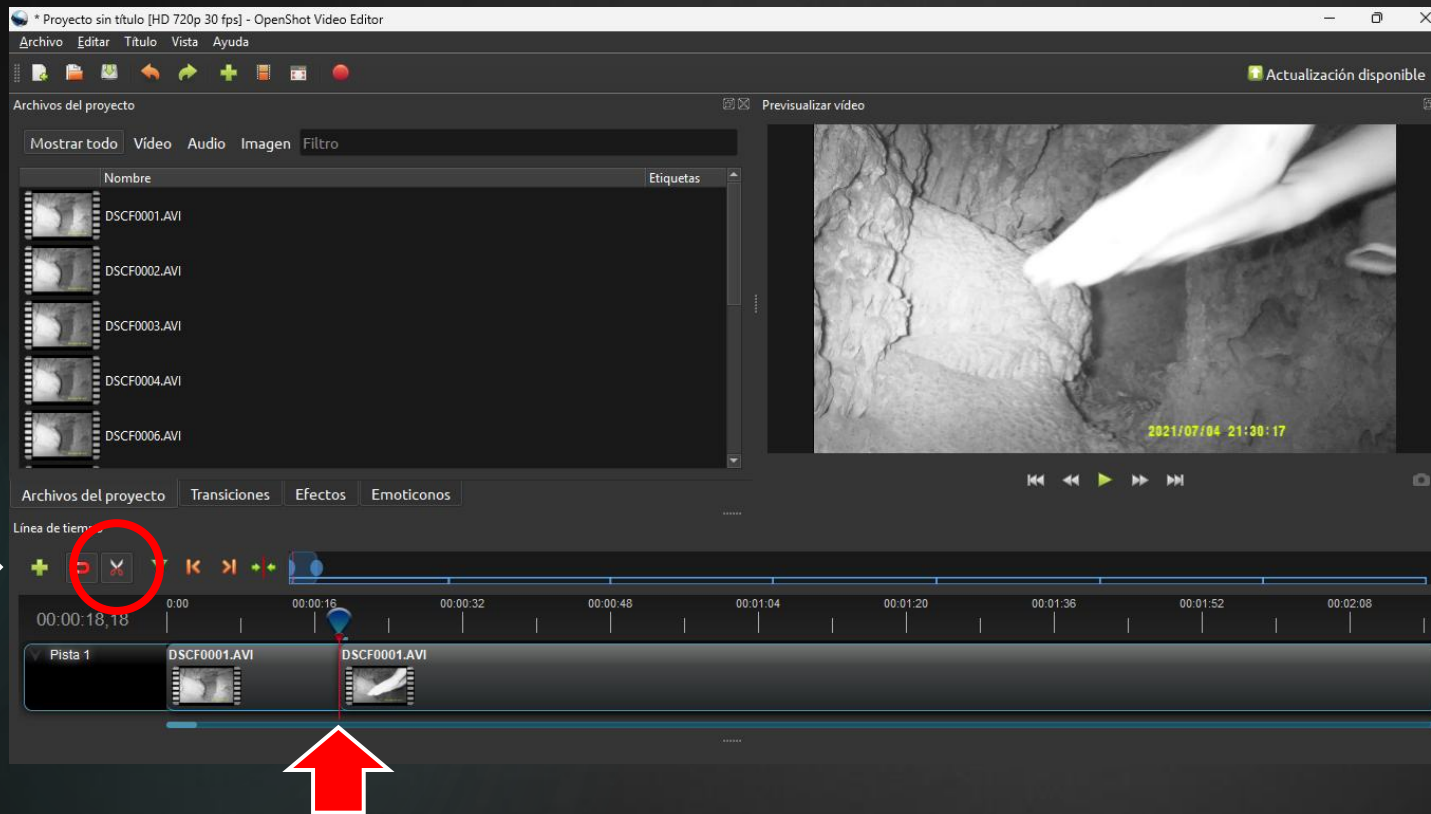 * Proyecto sin título [HD 720p 30 fps] - OpenShot Video Editor
Archivo Editar Título Vista Ayuda
Actualización disponible
Archivos del proyecto
Previsualizar vídeo
Mostrar todo Vídeo Audio Imagen Filtro
Nombre Etiquetas
DSCF0001.AVI
DSCF0002.AVI
DSCF0003.AVI
DSCF0004.AVI
DSCF0006.AVI
2021/07/04 21:30:17
Archivos del proyecto Transiciones Efectos Emoticonos
Línea de
0:00 00:00:16 00:00:32 00:00:48 00:01:04 00:01:20 00:01:36 00:01:52 00:02:08
00:00:18,18
Pista 1 DSCF0001.AVI DSCF0001.AVI